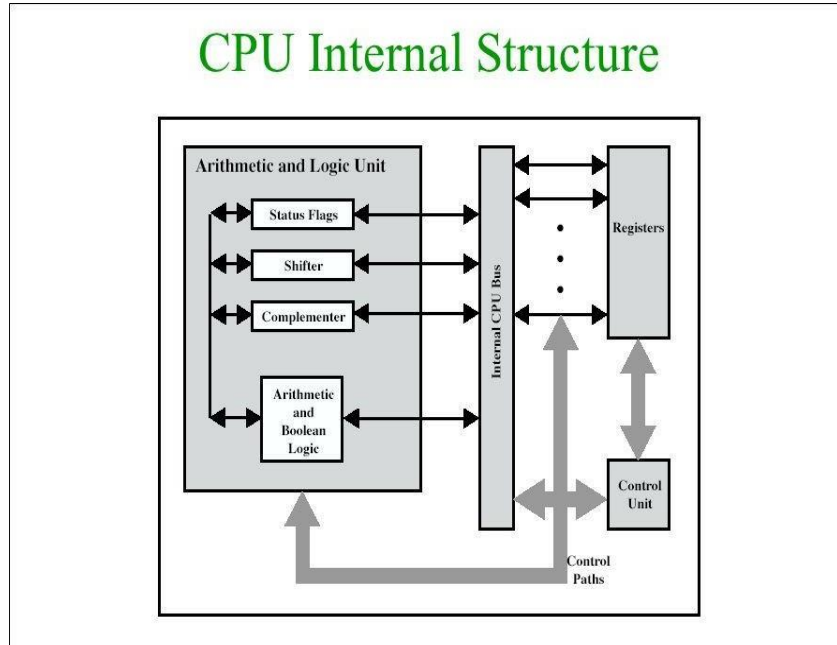 CPU Internal Structure
Arithmetic and Logic Unit
Status Flags
Shifter
Complementer
Arithmetic
and
Boolean
Logic
Internal CPU Bus
Registers
Control
Unit
Control
Paths